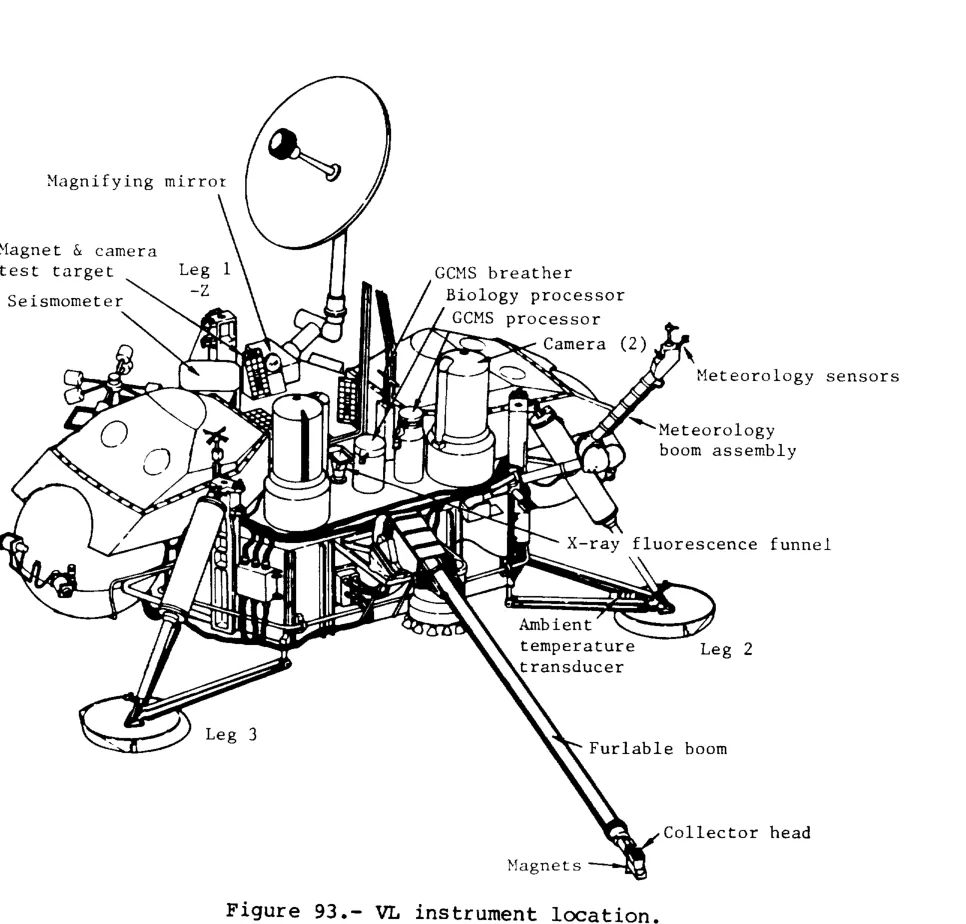 Magnifying mirror
Magnet & camera
test target
Leg 1
-Z
Seismometer
GCMS breather
Biology processor
GCMS processor
Camera (2)
Meteorology sensors
Meteorology
boom assembly
X-ray fluorescence funnel
Ambient
temperature
transducer
Leg 2
Leg 3
Furlable boom
Collector head
Magnets
Figure 93.- VL instrument location.